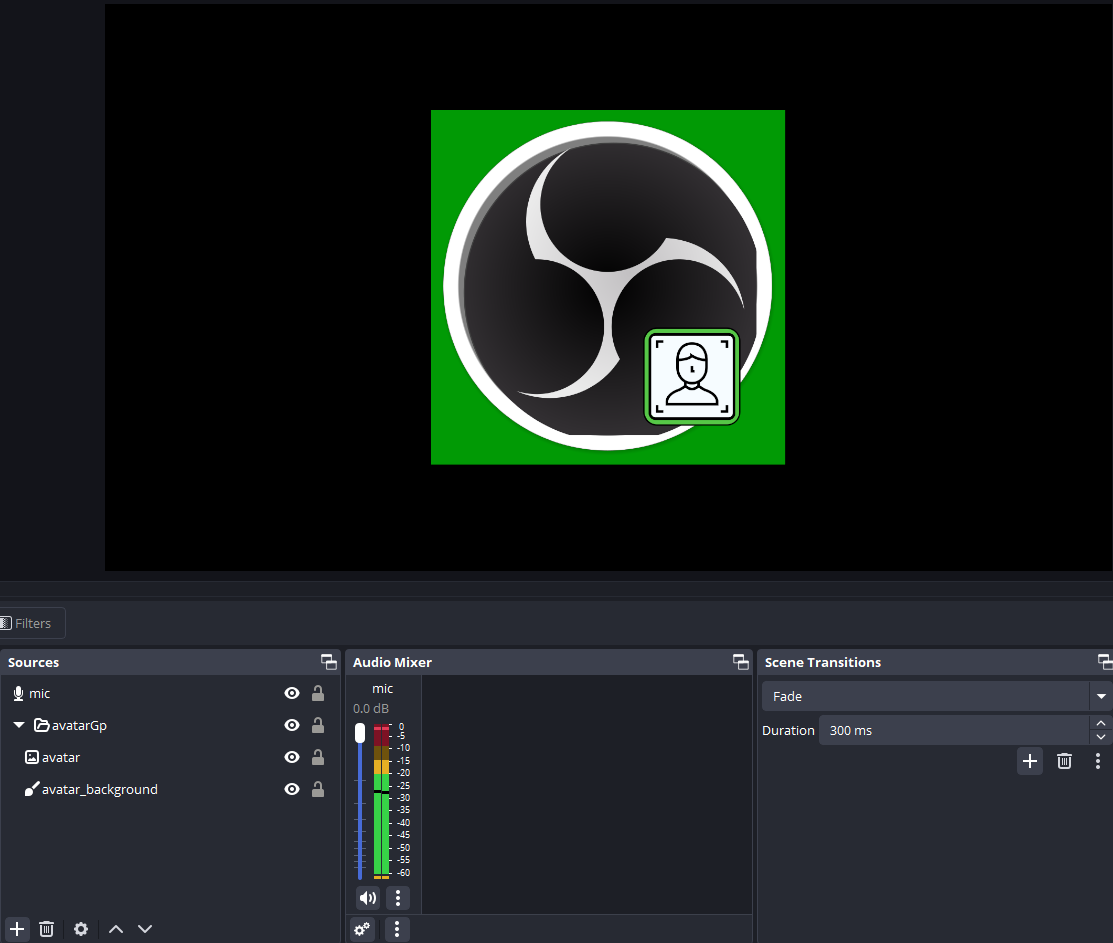 Filters
Sources
mic
avatarGp
avatar
avatar_background
Audio Mixer
mic
0.0 dB
0
-5
-10
-15
-20
-25
-30
-35
-40
-45
-50
-55
-60
Scene Transitions
Fade
Duration 300 ms